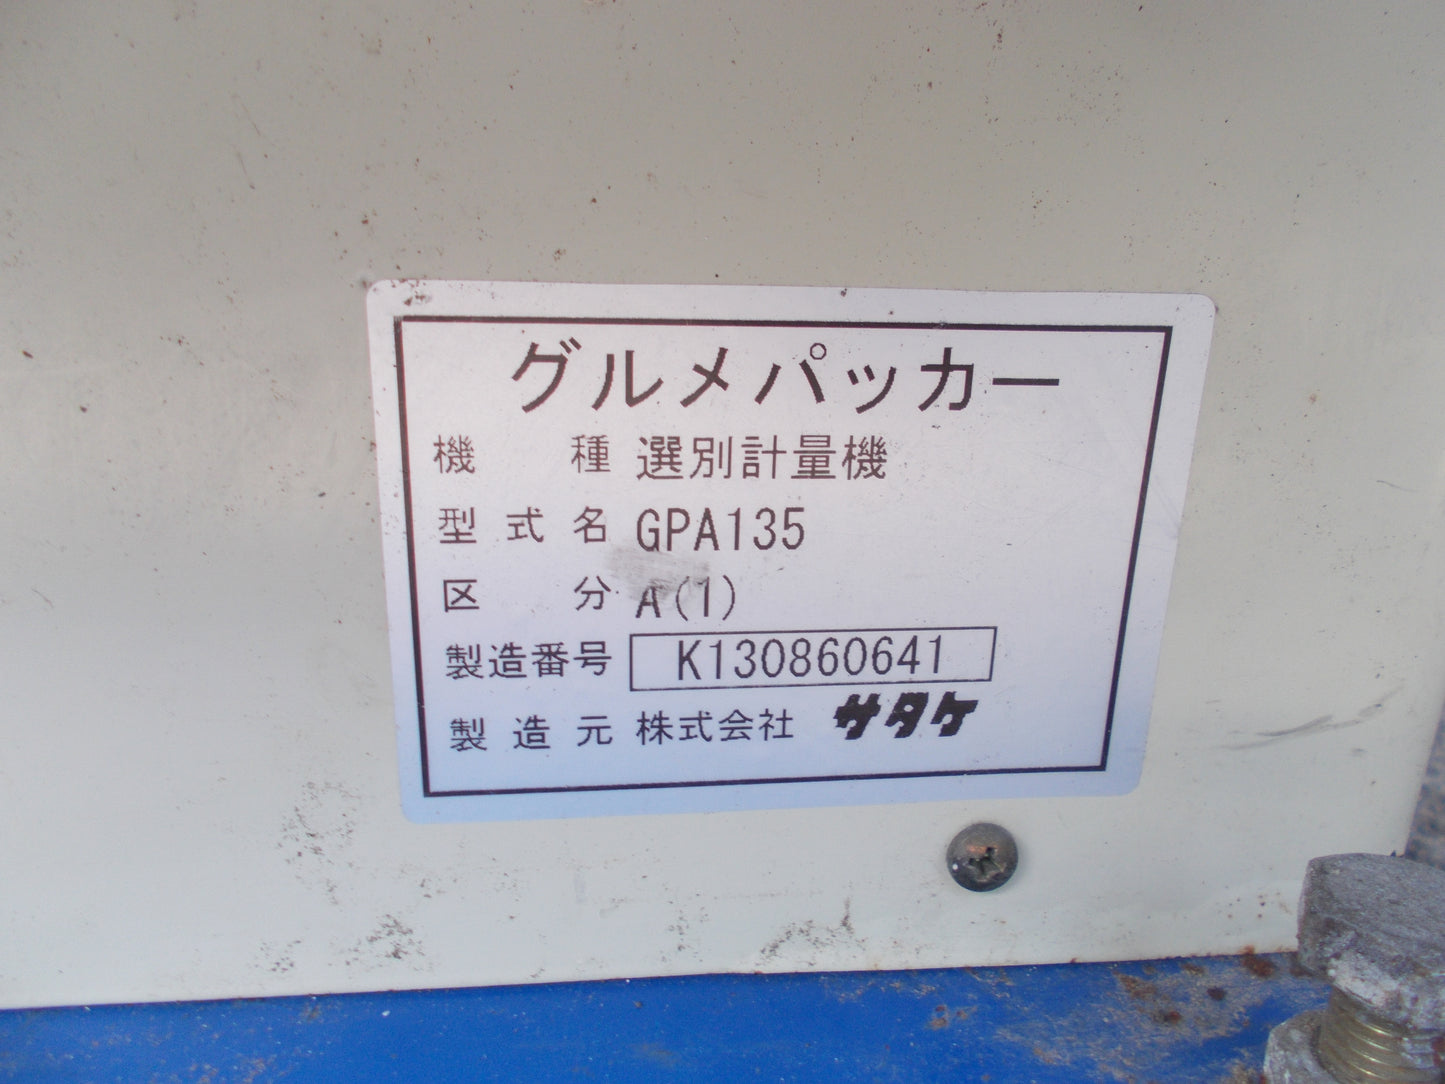 グルメパッカー
機種 選別計量機
型式名 GPA135
区分 A(1)
製造番号 K130860641
製造元 株式会社 サタケ